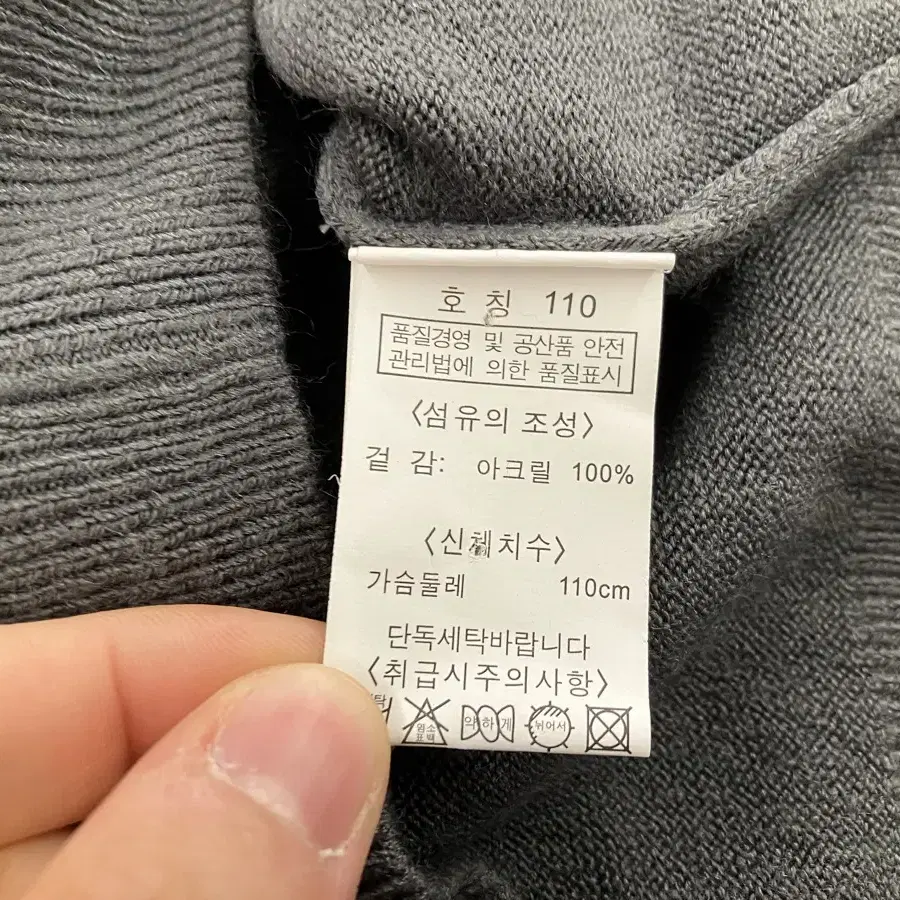 호 칭 110
품질경영 및 공산품 안전
관리법에 의한 품질표시
〈섬유의 조성〉
겉 감: 아크릴 100%
〈신체치수〉
가슴둘레 110cm
단독세탁바랍니다
〈취급시주의사항〉
염소
표백
약하게
뉘어서